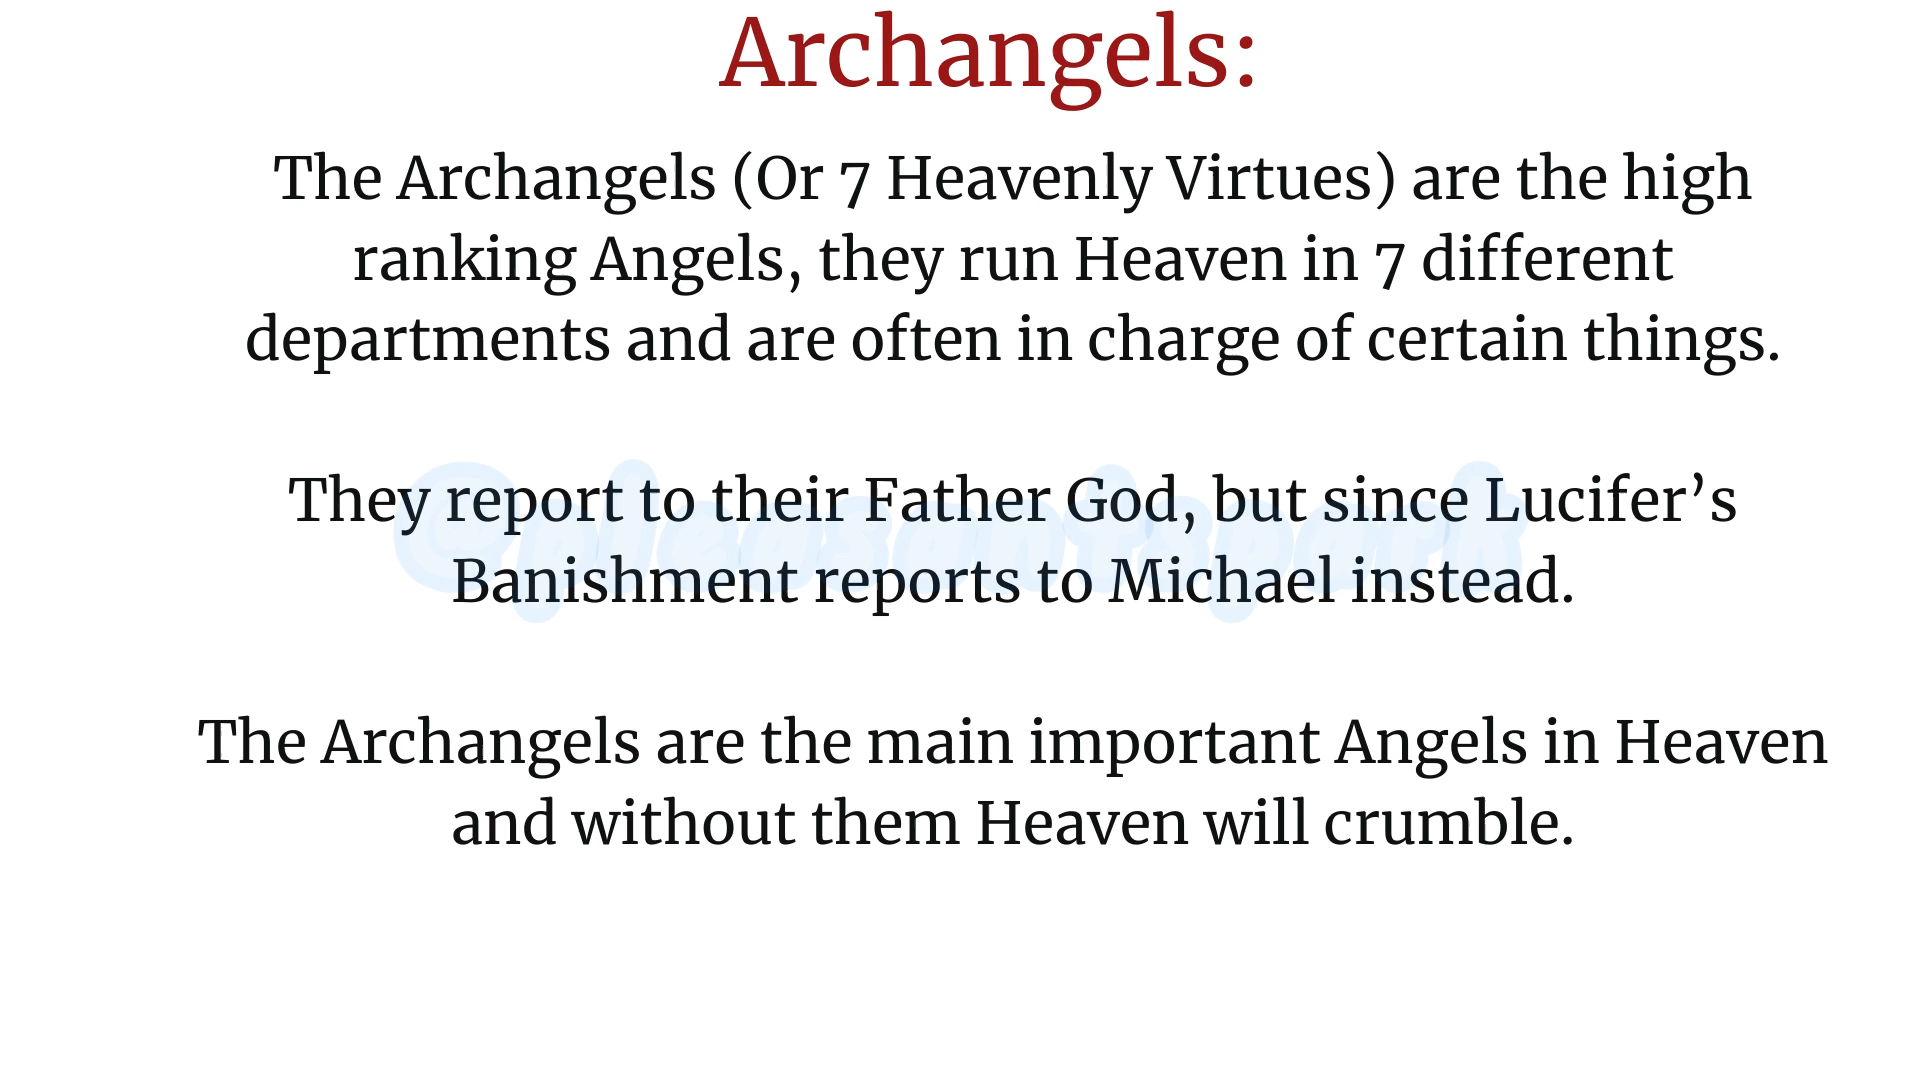 Archangels:
The Archangels (Or 7 Heavenly Virtues) are the high
ranking Angels, they run Heaven in 7 different
departments and are often in charge of certain things.
They report to their Father God, but since Lucifer’s
Banishment reports to Michael instead.
@pleasantspark
The Archangels are the main important Angels in Heaven
and without them Heaven will crumble.